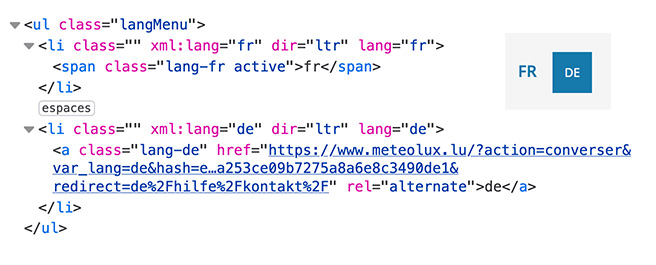 <ul class="langMenu">
<li class="" xml:lang="fr" dir="ltr" lang="fr">
<span class="lang-fr active">fr</span>
</li>
espaces
<li class="" xml:lang="de" dir="ltr" lang="de">
<a class="lang-de" href="https://www.meteolux.lu/?action=converser&
var_lang=de&hash=e…a253ce09b7275a8a6e8c3490de1&
redirect=de%2Fhilfe%2Fkontakt%2F" rel="alternate">de</a>
</li>
</ul>
FR DE